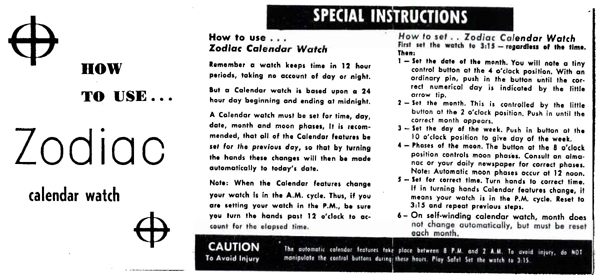 HOW
TO USE...
Zodiac
calendar watch
SPECIAL INSTRUCTIONS
How to use...
Zodiac Calendar Watch
Remember a watch keeps time in 12 hour
periods, taking no account of day or night.
But a Calendar watch is based upon a 24
hour day beginning and ending at midnight.
A Calendar Watch must be set for time, day,
date, month and moon phases, It is recom-
mended, that all of the Calendar features be
set for the previous day, so that by turning
the hands these changes will then be made
automatically to today's date.
Note: When the Calendar features change
your watch is in the A.M. cycle. Thus, if you
are setting your watch in the P.M., be sure
you turn the hands past 12 o'clock to ac-
count for the elapsed time.
How to set.. Zodiac Calendar Watch
First set the watch to 3:15 — regardless of the time.
Then:
1 – Set the date of the month. You will note a tiny
control button at the 4 o'clock position. With an
ordinary pin, push in the button until the cor-
rect numerical day is indicated by the little
arrow tip.
2 – Set the month. This is controlled by the little
button at the 2 o'clock position. Push in until the
correct month appears.
3 – Set the day of the week. Push in button at the
10 o'clock position to give day of the week.
4 – Phases of the moon. The button at the 8 o'clock
position controls moon phases. Consult an alma-
nac or your daily newspaper for correct phases.
Note: Automatic moon phases occur at 12 noon.
5 – Set for correct time. Turn hands to correct time.
If in turning hands Calendar features change, it
means your watch is in the P.M. cycle. Reset to
3:15 and repeat previous steps.
6 – On self-winding calendar watch, month does
not change automatically, but must be reset
each month.
CAUTION
To Avoid Injury
The automatic calendar features take place between 8 P.M. and 2 A.M. To avoid injury, do NOT
manipulate the control buttons during these hours. Play Safe! Set the watch to 3:15.